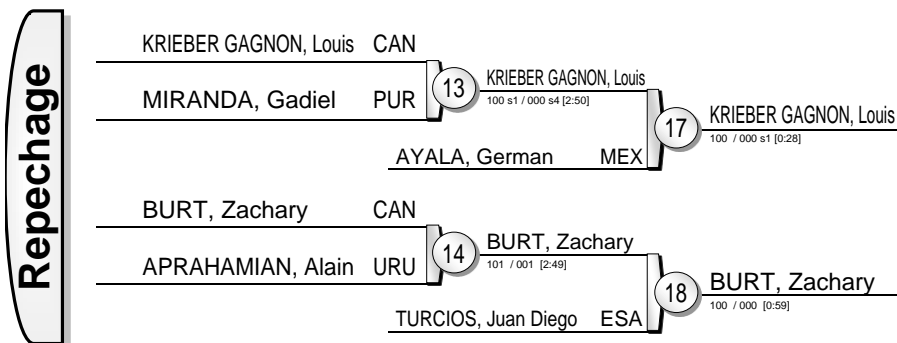 Repechage
KRIEBER GAGNON, Louis CAN
MIRANDA, Gadiel PUR
13
KRIEBER GAGNON, Louis
100 s1 / 000 s4 [2:50]
AYALA, German MEX
17
KRIEBER GAGNON, Louis
100 / 000 s1 [0:28]
BURT, Zachary CAN
APRAHAMIAN, Alain URU
14
BURT, Zachary
101 / 001 [2:49]
TURCIOS, Juan Diego ESA
18
BURT, Zachary
100 / 000 [0:59]